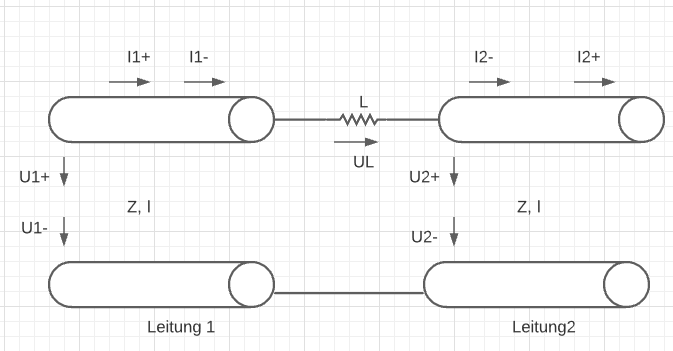 I1+ I1- I2- I2+
L
UL
U1+ U2+
Z, l Z, l
U1- U2-
Leitung 1 Leitung2